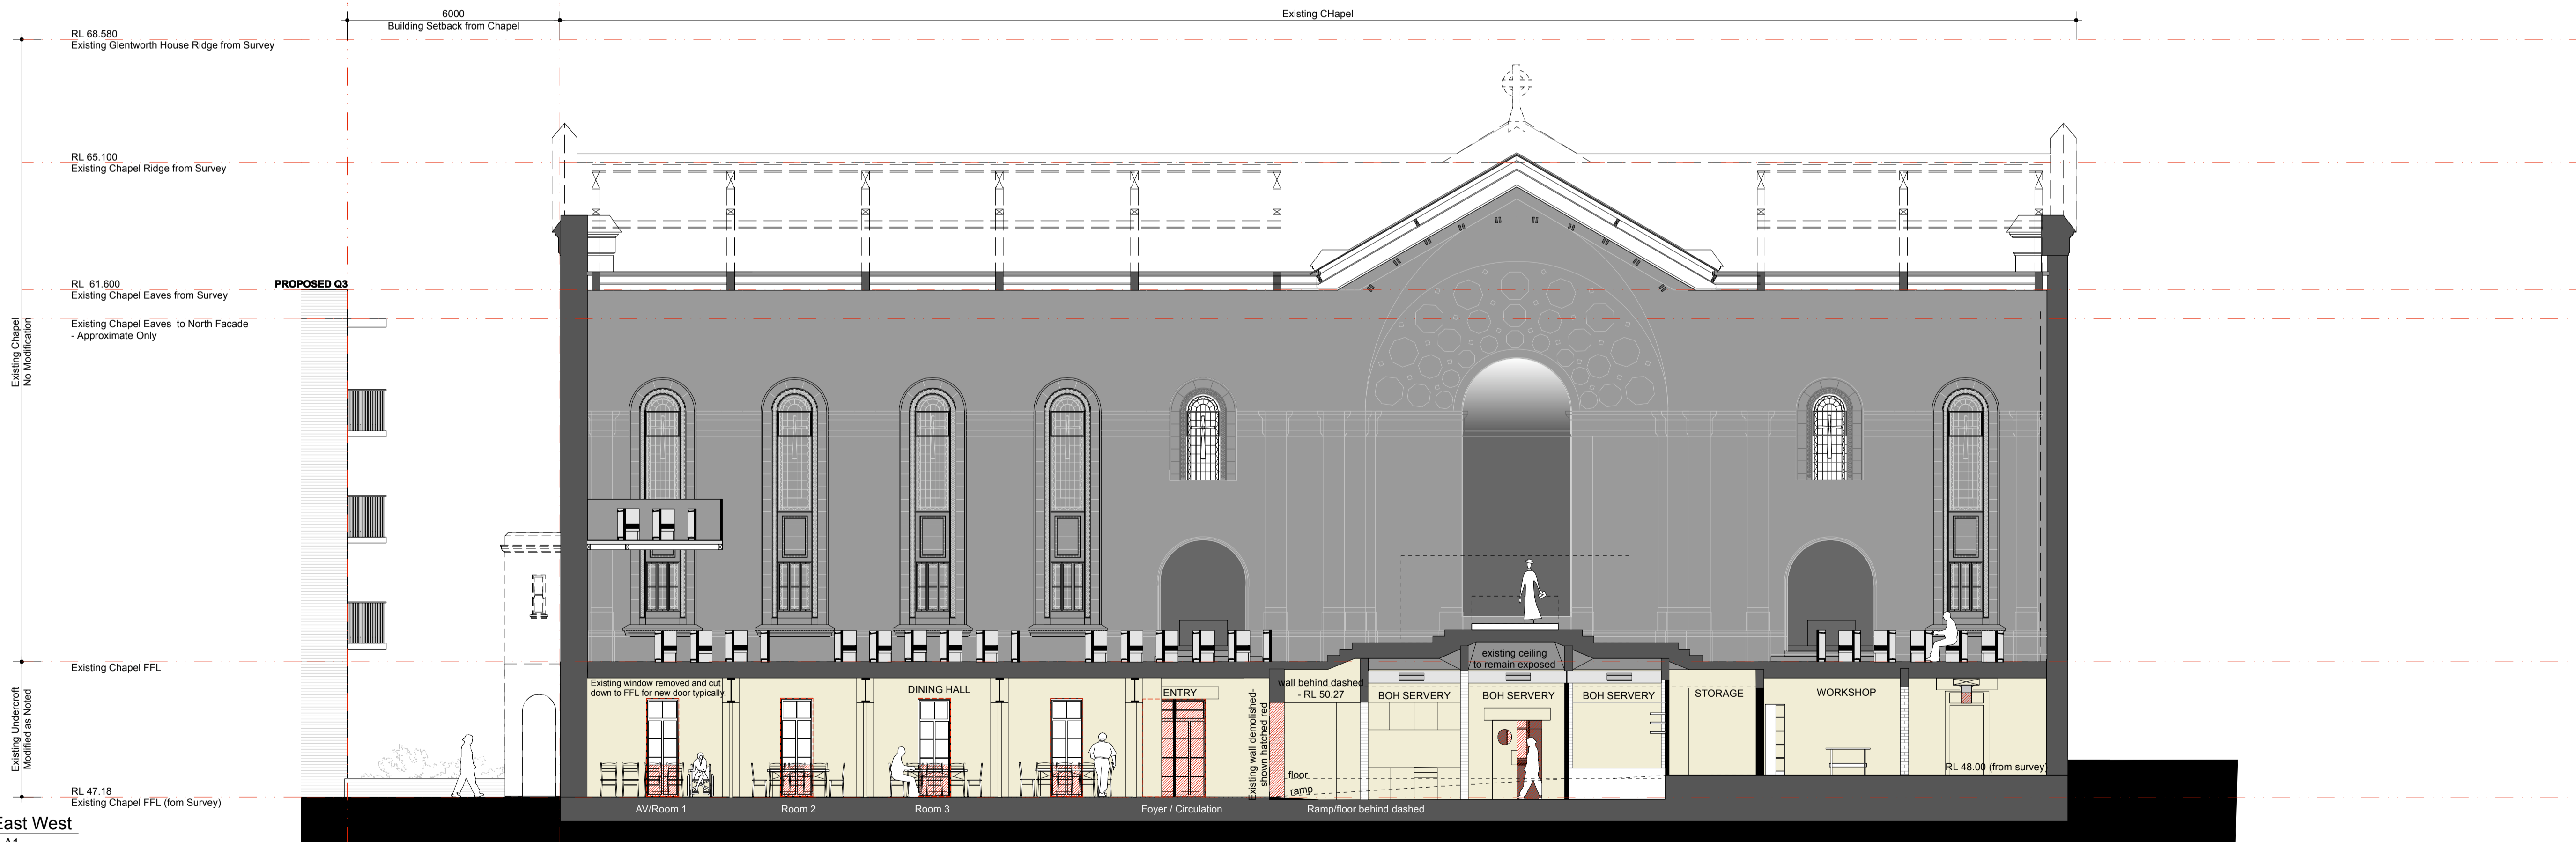 6000
Building Setback from Chapel
Existing CHapel
RL 68.580
Existing Glentworth House Ridge from Survey
RL 65.100
Existing Chapel Ridge from Survey
RL 61.600
Existing Chapel Eaves from Survey
PROPOSED Q3
Existing Chapel Eaves to North Facade
- Approximate Only
Existing Chapel
No Modification
Existing Chapel FFL
Existing Undercroft
Modified as Noted
RL 47.18
Existing Chapel FFL (fom Survey)
Existing window removed and cut
down to FFL for new door typically.
DINING HALL
ENTRY
Existing wall demolished-
shown hatched red
wall behind dashed
- RL 50.27
floor
ramp
BOH SERVERY
existing ceiling
to remain exposed
BOH SERVERY
BOH SERVERY
STORAGE
WORKSHOP
RL 48.00 (from survey)
AV/Room 1
Room 2
Room 3
Foyer / Circulation
Ramp/floor behind dashed
East West